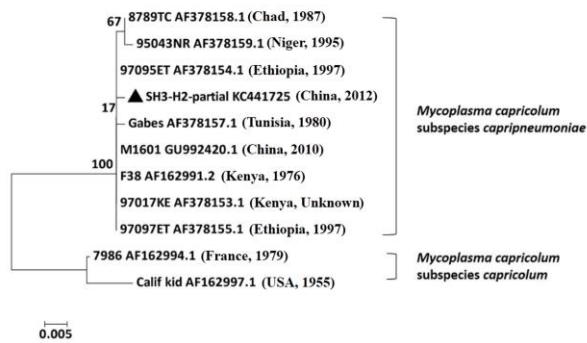 67
8789TC AF378158.1 (Chad, 1987)
95043NR AF378159.1 (Niger, 1995)
97095ET AF378154.1 (Ethiopia, 1997)
17
SH3-H2-partial KC441725 (China, 2012)
Gabes AF378157.1 (Tunisia, 1980)
M1601 GU992420.1 (China, 2010)
100
F38 AF162991.2 (Kenya, 1976)
97017KE AF378153.1 (Kenya, Unknown)
97097ET AF378155.1 (Ethiopia, 1997)
Mycoplasma capricolum
subspecies capripneumoniae
7986 AF162994.1 (France, 1979)
Calif kid AF162997.1 (USA, 1955)
Mycoplasma capricolum
subspecies capricolum
0.005